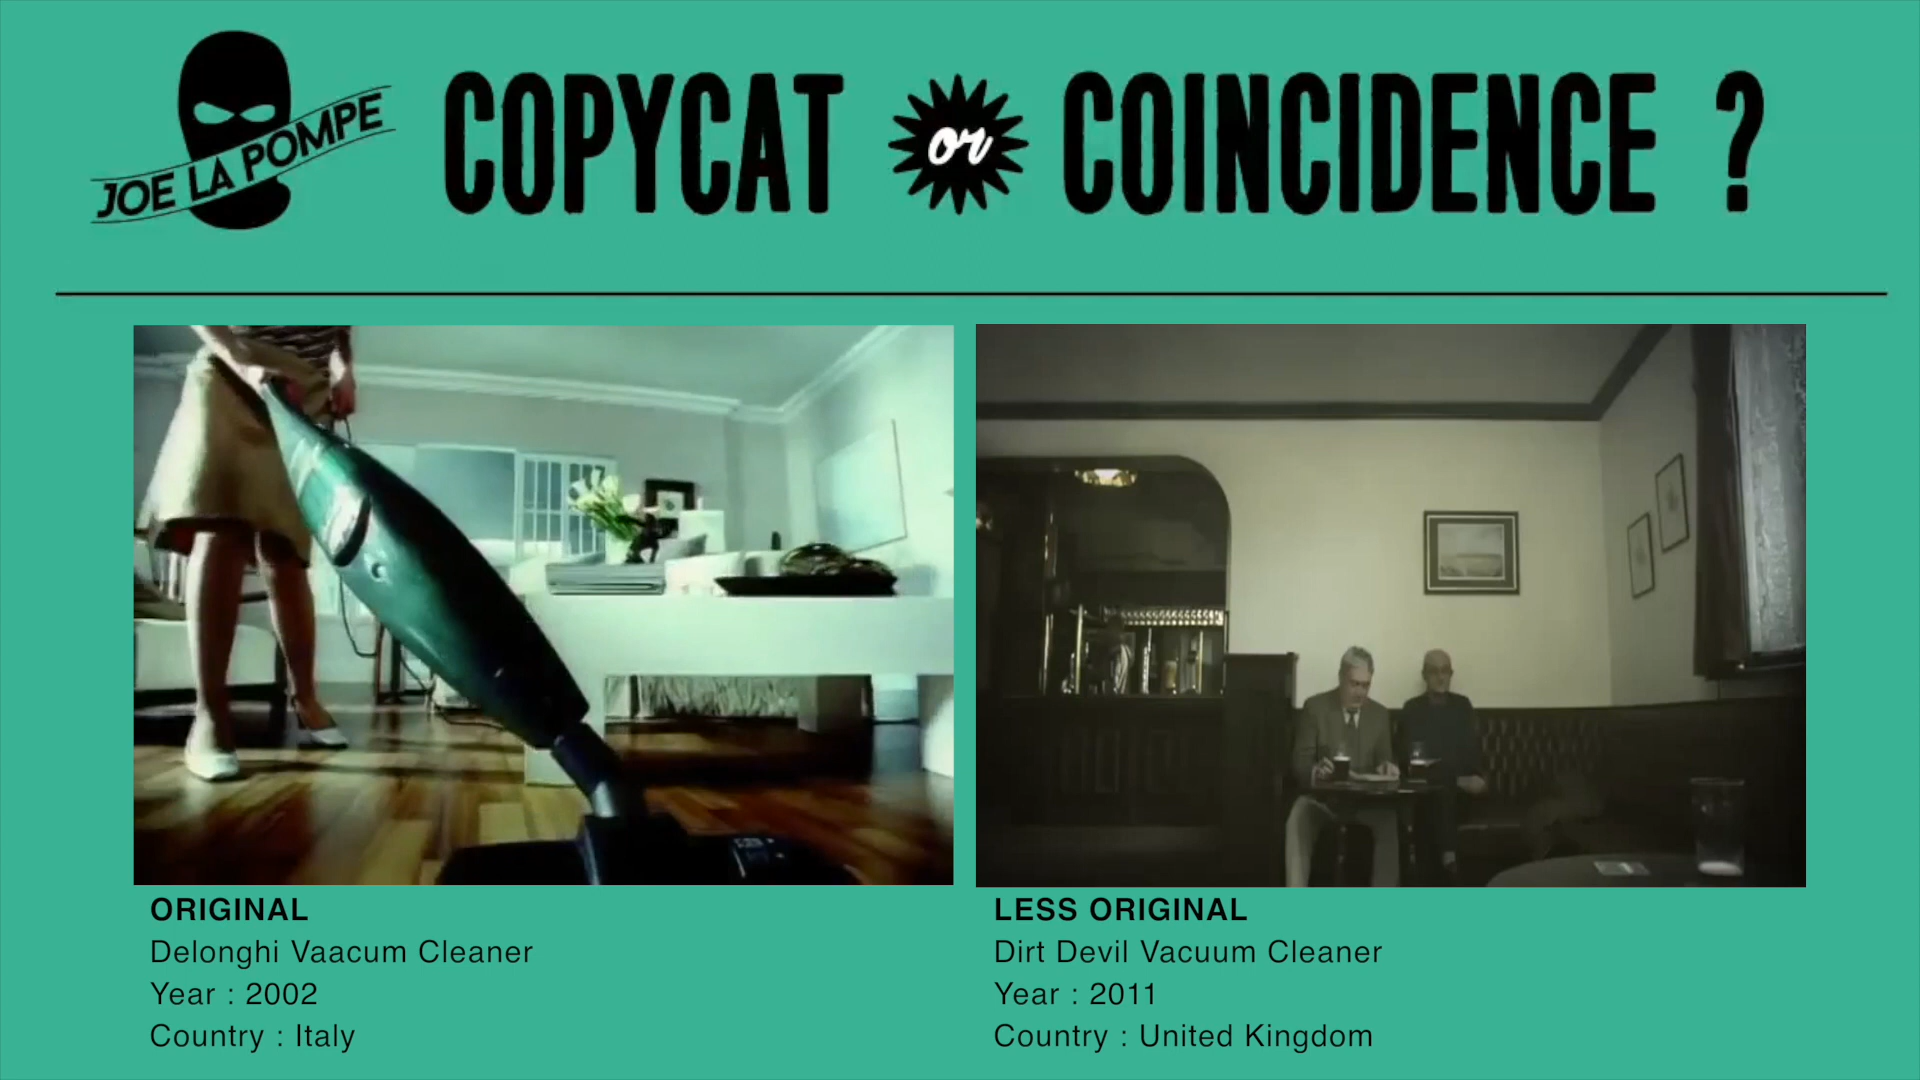 JOE LA POMPE
COPYCAT or COINCIDENCE ?
ORIGINAL
Delonghi Vaacum Cleaner
Year : 2002
Country : Italy
LESS ORIGINAL
Dirt Devil Vacuum Cleaner
Year : 2011
Country : United Kingdom